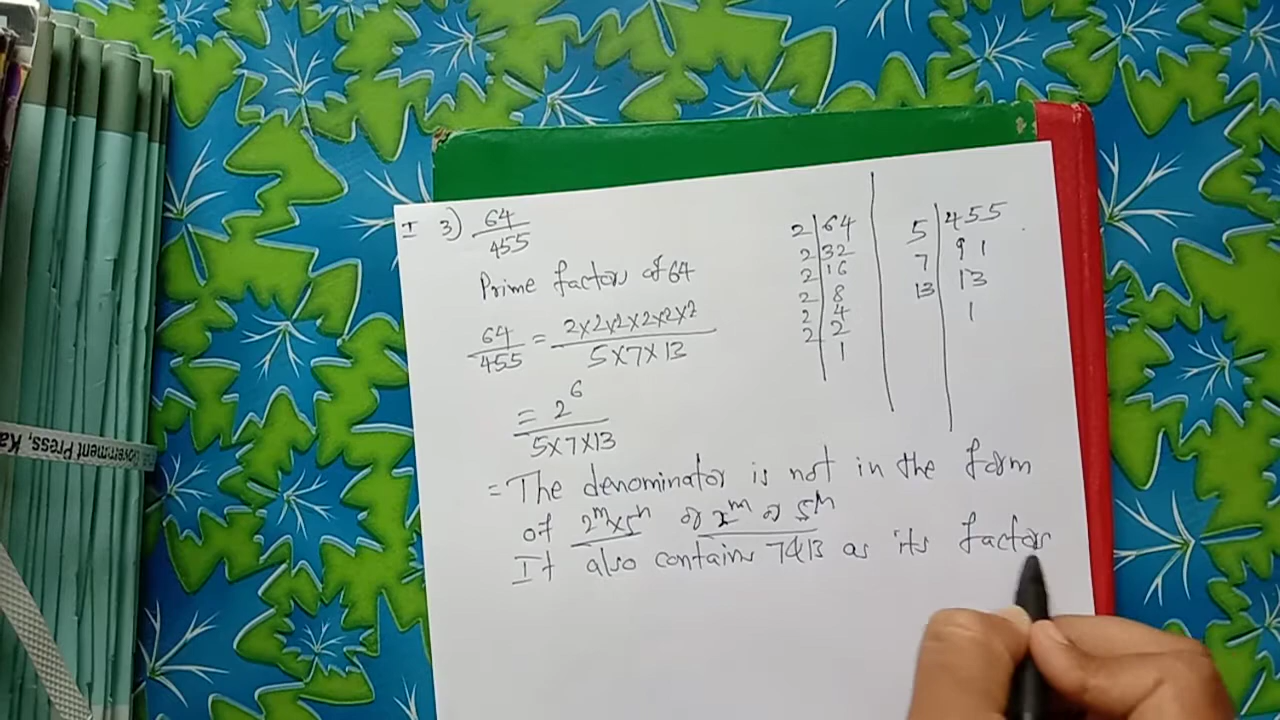 I 3) 64/455
Prime factors of 64
64/455 = 2×2×2×2×2×2/5×7×13
= 2^6/5×7×13
= The denominator is not in the form
of 2^m×5^n or 2^m or 5^n
It also contains 7&13 as its factors
2|64
2|32
2|16
2|8
2|4
2|2
|1
5|455
7|91
13|13
|1
Government Press, Ka